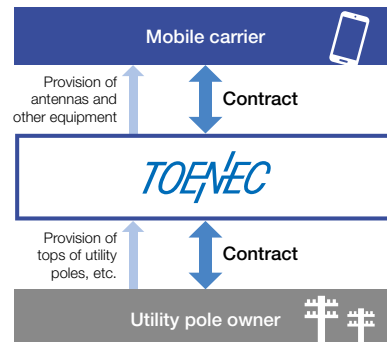 Mobile carrier
Provision of
antennas and
other equipment
Contract
TOENEC
Provision of
tops of utility
poles, etc.
Contract
Utility pole owner